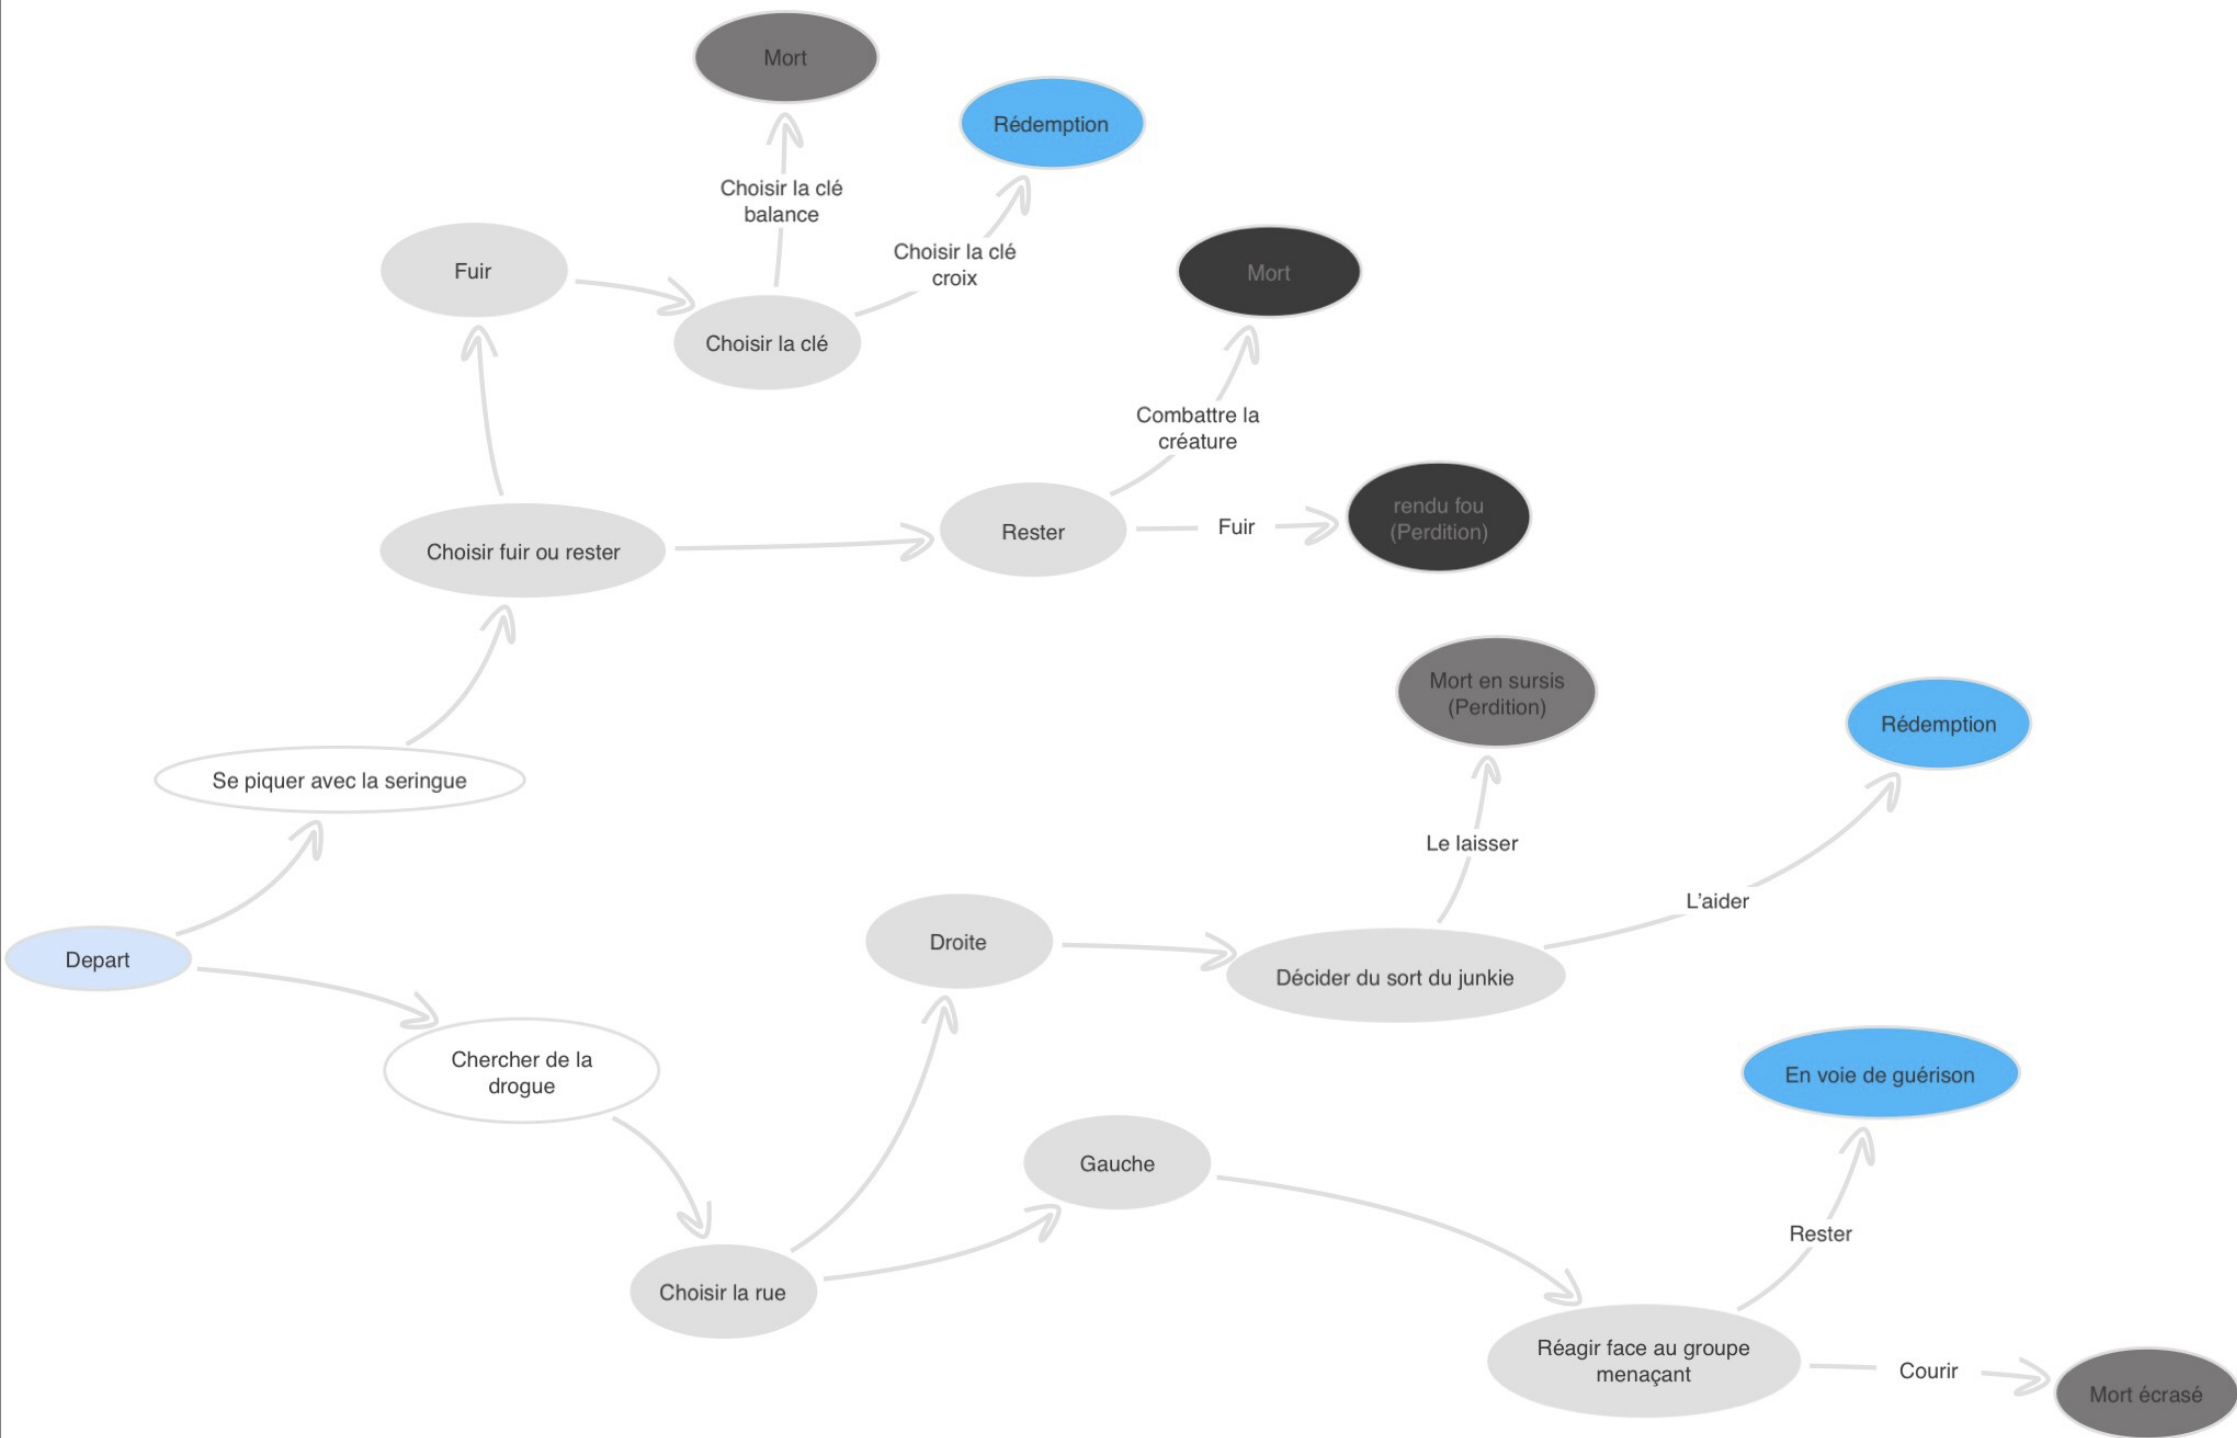 Mort
Rédemption
Choisir la clé
balance
Choisir la clé
croix
Fuir
Mort
Choisir la clé
Combattre la
créature
rendu fou
(Perdition)
Choisir fuir ou rester
Rester
Fuir
Mort en sursis
(Perdition)
Rédemption
Se piquer avec la seringue
Le laisser
L'aider
Depart
Droite
Décider du sort du junkie
Chercher de la
drogue
En voie de guérison
Gauche
Rester
Choisir la rue
Réagir face au groupe
menaçant
Courir
Mort écrasé